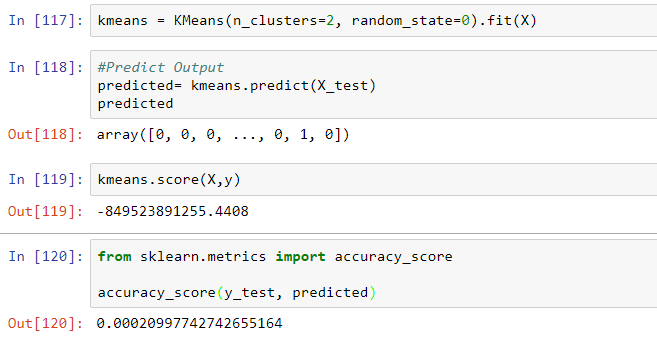 In [117]: kmeans = KMeans(n_clusters=2, random_state=0).fit(X)
In [118]: #Predict Output
predicted= kmeans.predict(X_test)
predicted
Out[118]: array([0, 0, 0, ..., 0, 1, 0])
In [119]: kmeans.score(X,y)
Out[119]: -849523891255.4408
In [120]: from sklearn.metrics import accuracy_score
accuracy_score(y_test, predicted)
Out[120]: 0.00020997742742655164